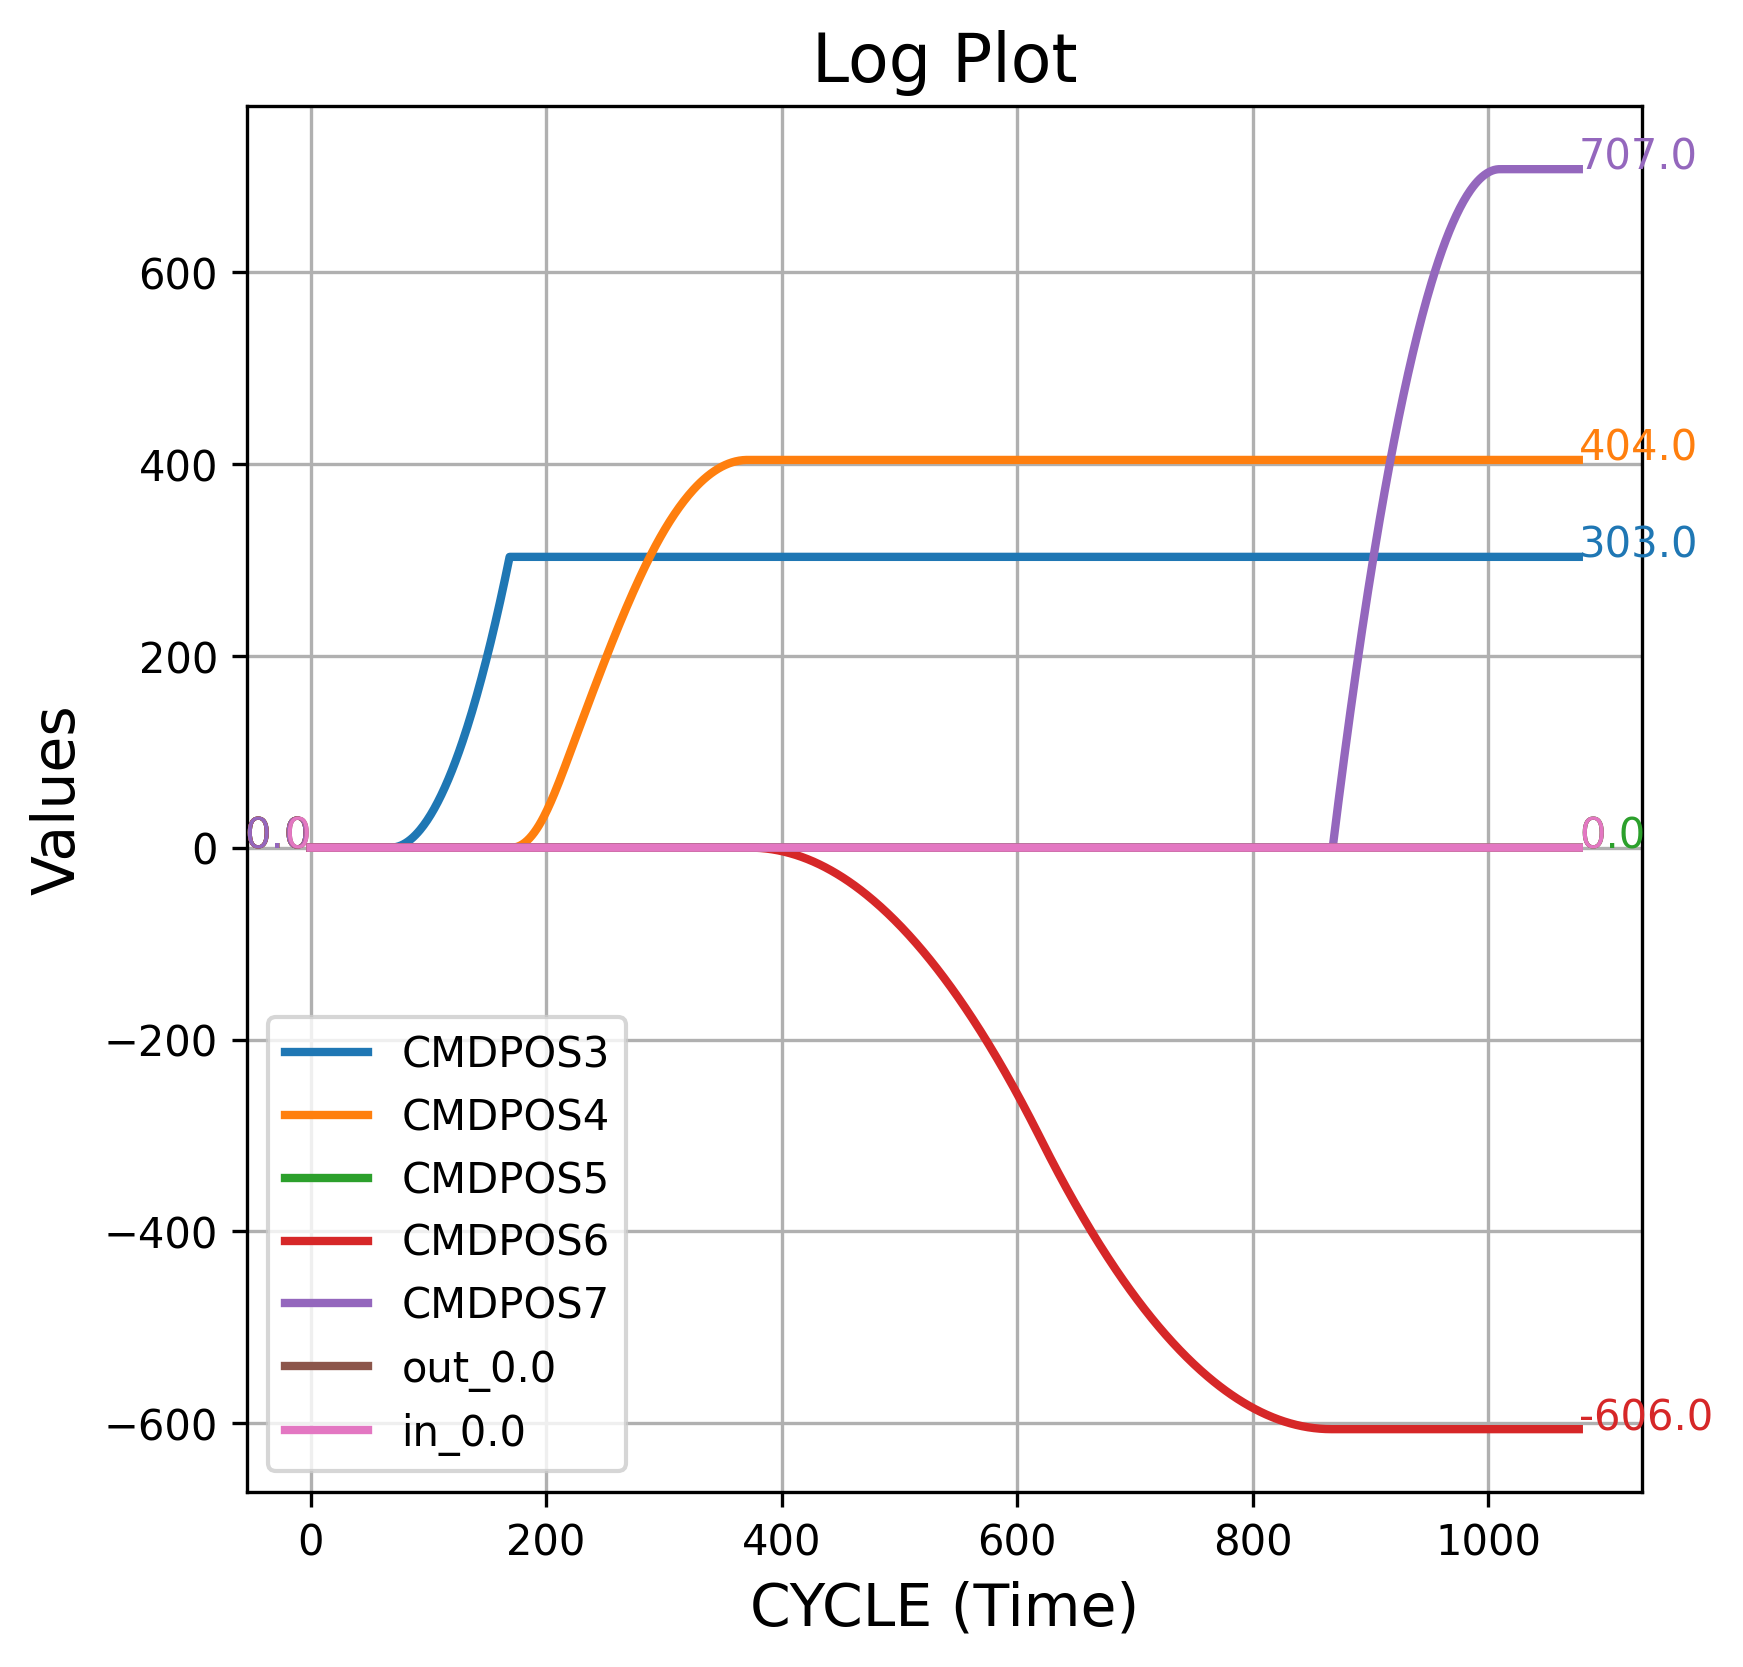 Log Plot
707.0
600
404.0
400
303.0
200
0.0
0.0
0
Values
−200
−400
−600
-606.0
CMDPOS3
CMDPOS4
CMDPOS5
CMDPOS6
CMDPOS7
out_0.0
in_0.0
0 200 400 600 800 1000
CYCLE (Time)